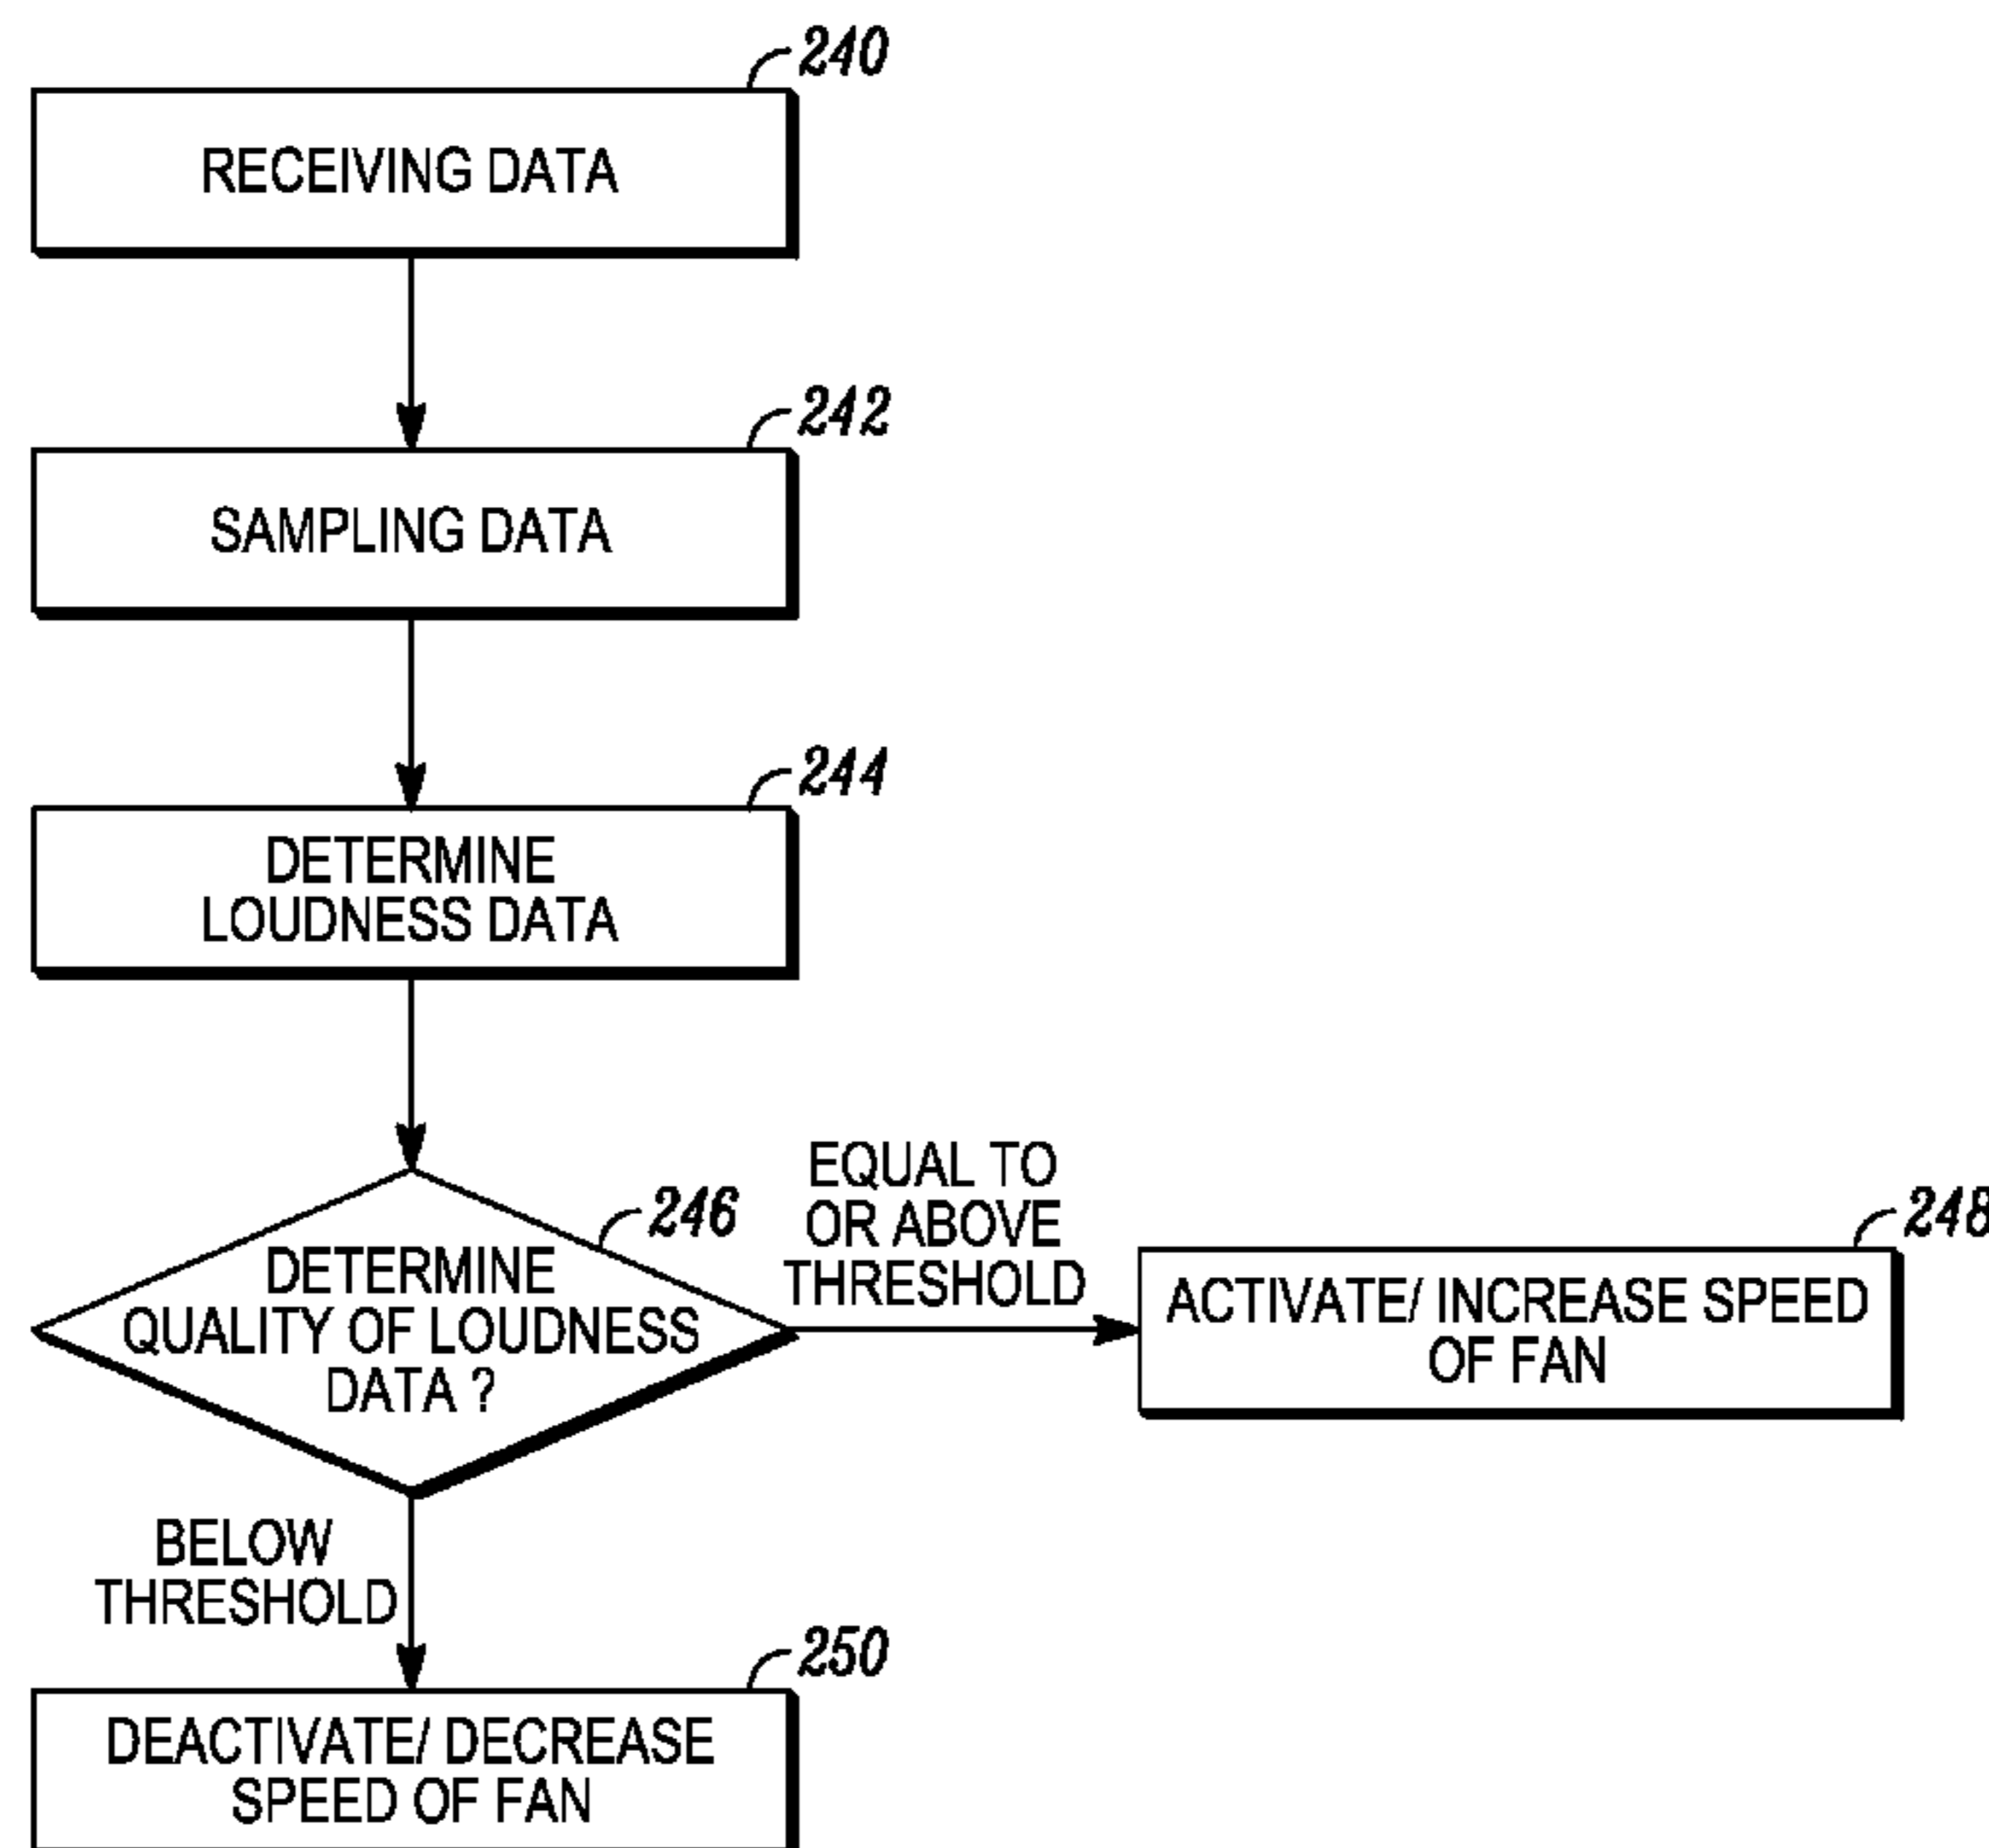 240
RECEIVING DATA
242
SAMPLING DATA
244
DETERMINE
LOUDNESS DATA
246
DETERMINE
QUALITY OF LOUDNESS
DATA ?
EQUAL TO
OR ABOVE
THRESHOLD
248
ACTIVATE/ INCREASE SPEED
OF FAN
BELOW
THRESHOLD
250
DEACTIVATE/ DECREASE
SPEED OF FAN